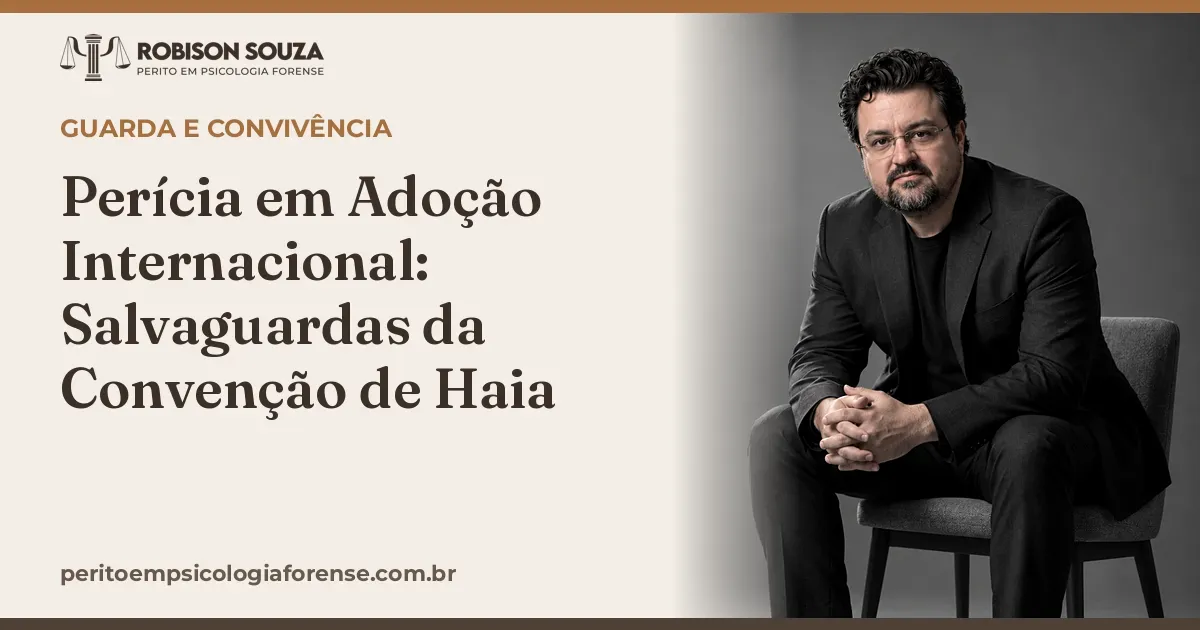 ROBISON SOUZA
PERITO EM PSICOLOGIA FORENSE
GUARDA E CONVIVÊNCIA
Perícia em Adoção
Internacional:
Salvaguardas da
Convenção de Haia
peritoempsicologiaforense.com.br